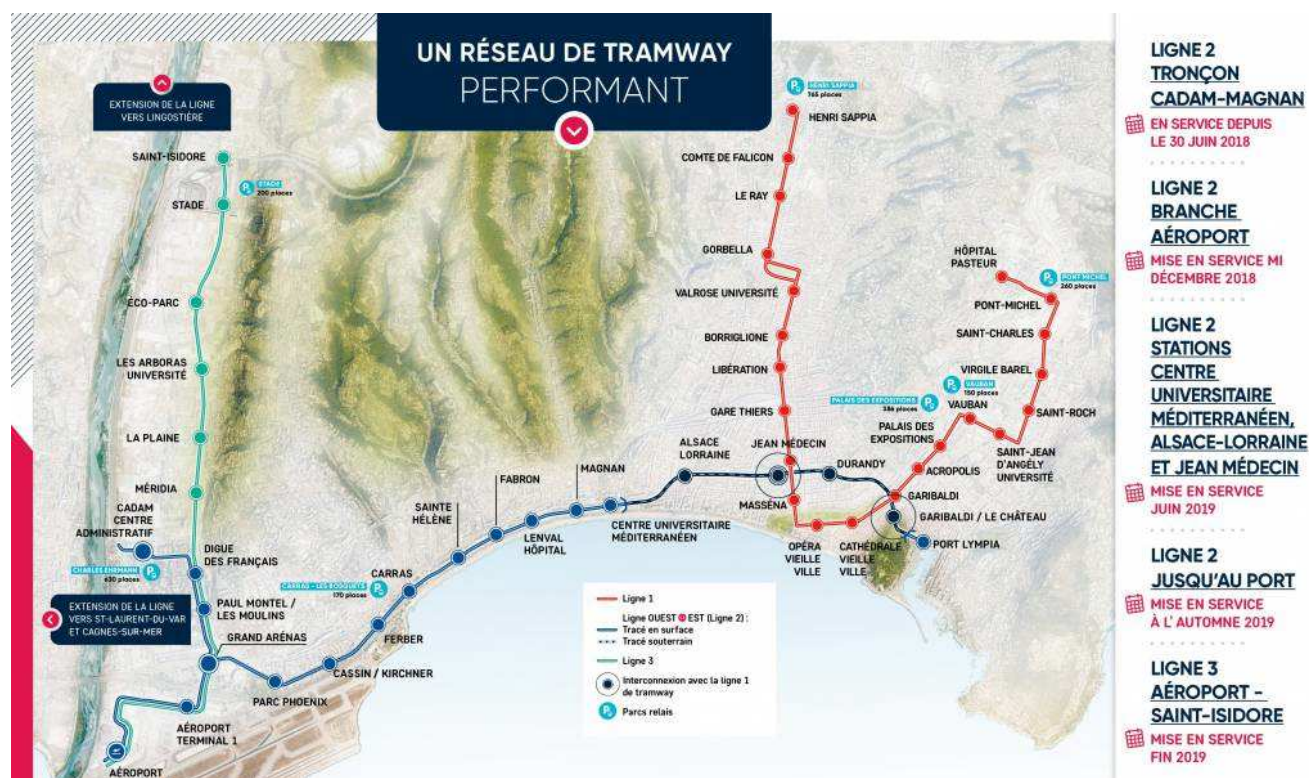 UN RÉSEAU DE TRAMWAY
PERFORMANT
EXTENSION DE LA LIGNE
VERS LINGOSTIÈRE
SAINT-ISIDORE
STADE
200 places
STADE
ÉCO-PARC
LES ARBORAS
UNIVERSITÉ
LA PLAINE
MÉRIDIA
CADAM
CENTRE
ADMINISTRATIF
CHARLES EHRMANN
630 places
DIGUE
DES FRANÇAIS
EXTENSION DE LA LIGNE
VERS ST-LAURENT-DU-VAR
ET CAGNES-SUR-MER
PAUL MONTEL /
LES MOULINS
GRAND ARÉNAS
AÉROPORT
TERMINAL 1
AÉROPORT
PARC PHOENIX
CASSIN / KIRCHNER
FERBER
CARRAS - LES BOSQUETS
170 places
CARRAS
SAINTE
HÉLÈNE
FABRON
LENVAL
HÔPITAL
MAGNAN
CENTRE UNIVERSITAIRE
MÉDITERRANÉEN
ALSACE
LORRAINE
JEAN MÉDECIN
DURANDY
GARIBALDI / LE CHÂTEAU
PORT LYMPIA
HENRI SAPPIA
765 places
HENRI SAPPIA
COMTE DE FALICON
LE RAY
GORBELLA
VALROSE UNIVERSITÉ
BORRIGLIONE
LIBÉRATION
GARE THIERS
MASSÉNA
OPÉRA
VIEILLE
VILLE
CATHÉDRALE
VIEILLE
VILLE
GARIBALDI
ACROPOLIS
PALAIS DES
EXPOSITIONS
PALAIS DES EXPOSITIONS
386 places
VAUBAN
150 places
VAUBAN
SAINT-JEAN
D'ANGÉLY
UNIVERSITÉ
SAINT-ROCH
VIRGILE BAREL
SAINT-CHARLES
PONT-MICHEL
PONT MICHEL
260 places
HÔPITAL
PASTEUR
Ligne 1
Ligne OUEST EST (Ligne 2) :
Tracé en surface
Tracé souterrain
Ligne 3
Interconnexion avec la ligne 1
de tramway
Parcs relais
LIGNE 2
TRONÇON
CADAM-MAGNAN
EN SERVICE DEPUIS
LE 30 JUIN 2018
LIGNE 2
BRANCHE
AÉROPORT
MISE EN SERVICE MI
DÉCEMBRE 2018
LIGNE 2
STATIONS
CENTRE
UNIVERSITAIRE
MÉDITERRANÉEN,
ALSACE-LORRAINE
ET JEAN MÉDECIN
MISE EN SERVICE
JUIN 2019
LIGNE 2
JUSQU'AU PORT
MISE EN SERVICE
À L' AUTOMNE 2019
LIGNE 3
AÉROPORT -
SAINT-ISIDORE
MISE EN SERVICE
FIN 2019